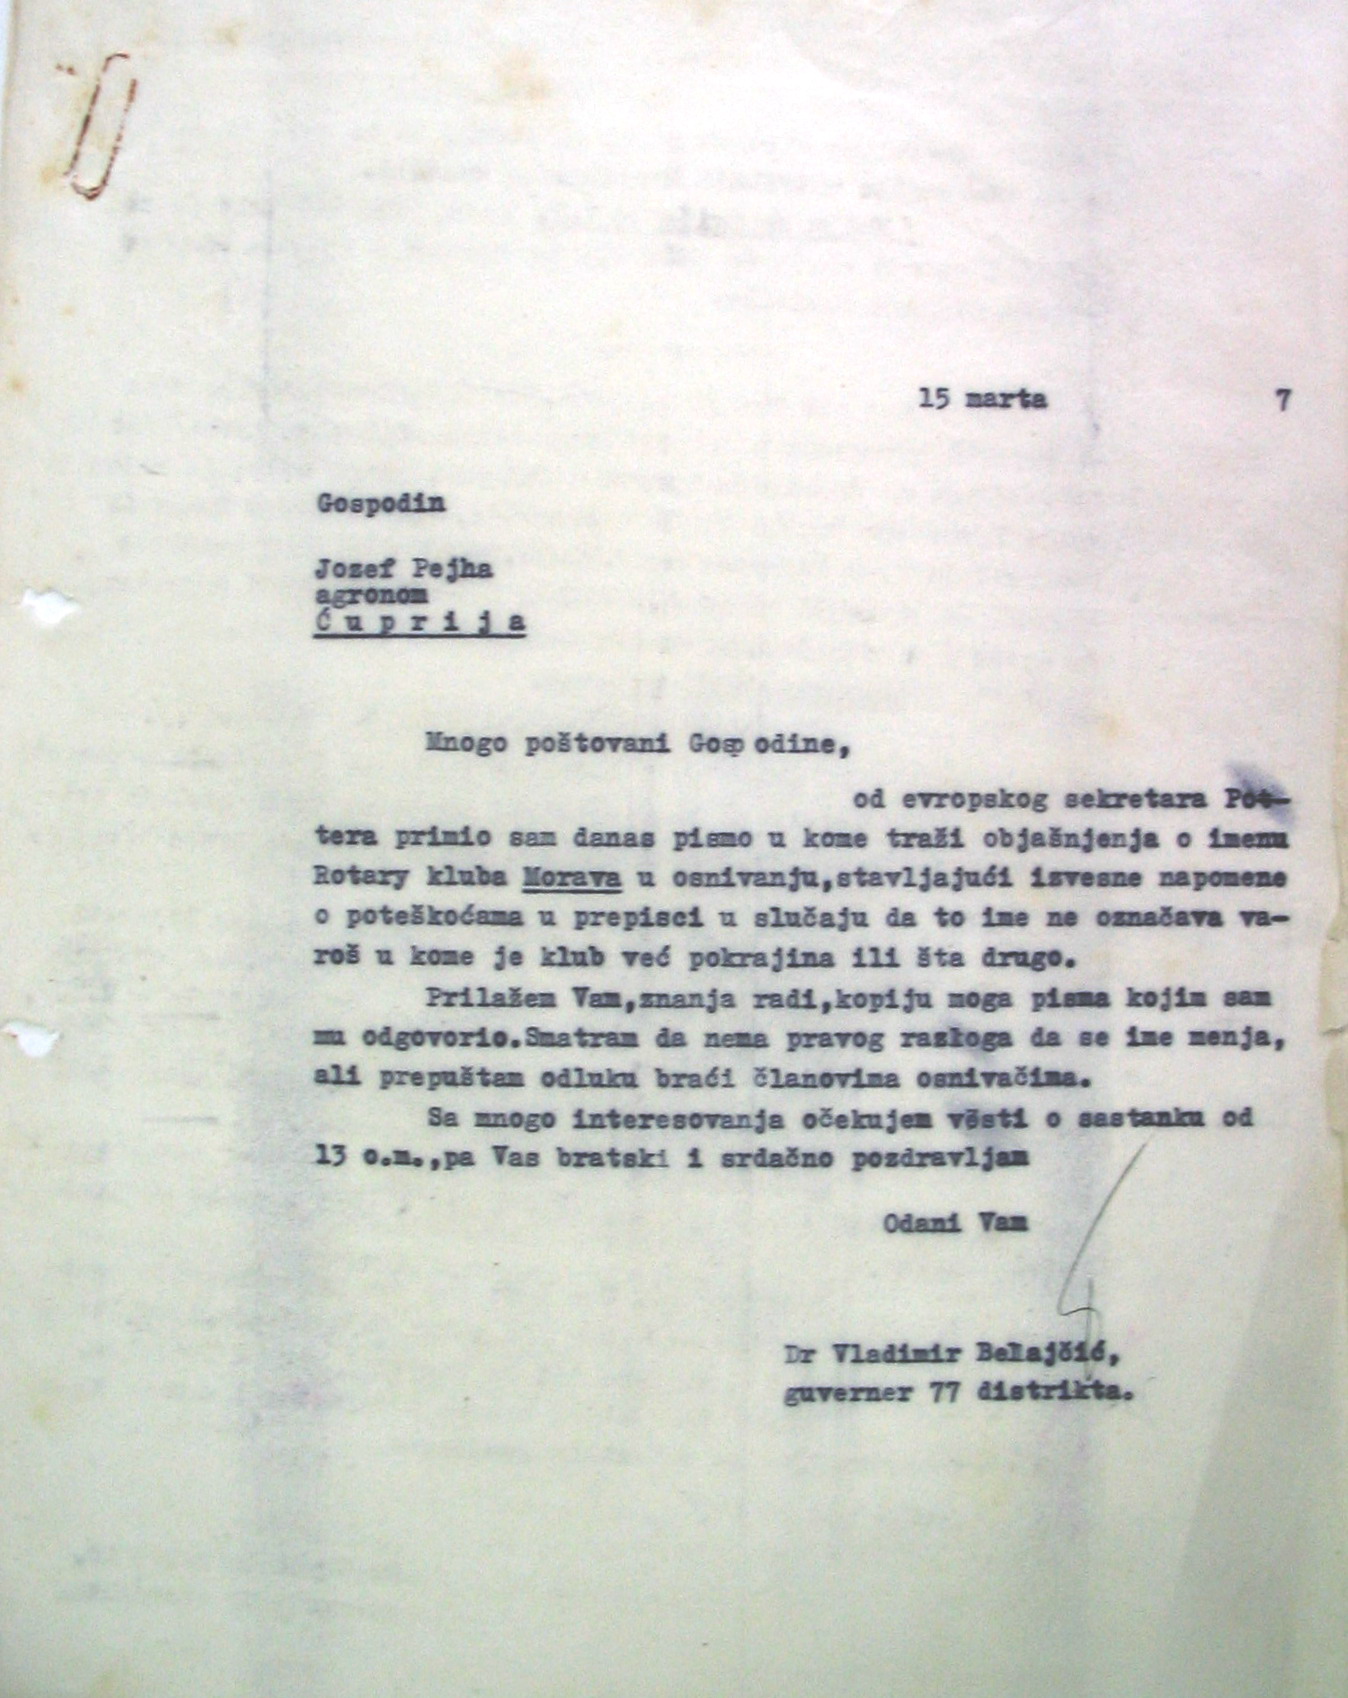 15 marta 7
Gospodin
Jozef Pejha
agronom
Ć u p r i j a
Mnogo poštovani Gospodine,
od evropskog sekretara Pot-
tera primio sam danas pismo u kome traži objašnjenja o imenu
Rotary kluba Morava u osnivanju,stavljajući izvesne napomene
o poteškoćama u prepisci u slučaju da to ime ne označava va-
roš u kome je klub već pokrajina ili šta drugo.
Prilažem Vam,znanja radi,kopiju moga pisma kojim sam
mu odgovorio.Smatram da nema pravog razloga da se ime menja,
ali prepuštam odluku braći članovima osnivačima.
Sa mnogo interesovanja očekujem vesti o sastanku od
13 o.m.,pa Vas bratski i srdačno pozdravljam
Odani Vam
Dr Vladimir Belajčić,
guverner 77 distrikta.